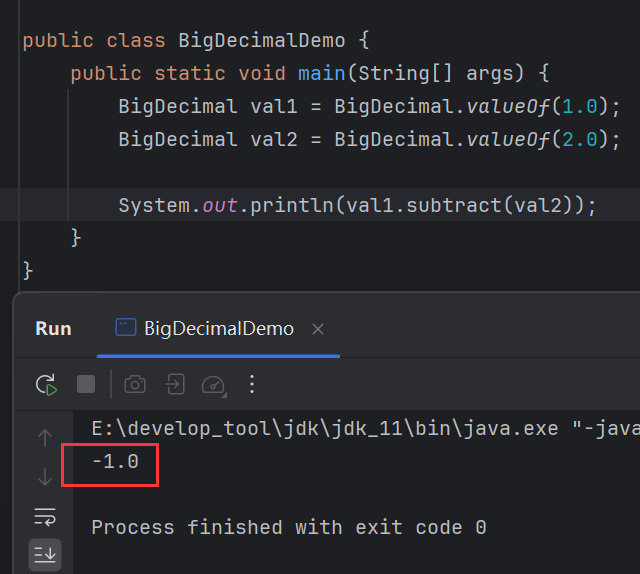 public class BigDecimalDemo {
public static void main(String[] args) {
BigDecimal val1 = BigDecimal.valueOf(1.0);
BigDecimal val2 = BigDecimal.valueOf(2.0);
System.out.println(val1.subtract(val2));
}
}
Run
BigDecimalDemo
E:\develop_tool\jdk\jdk_11\bin\java.exe "-java
-1.0
Process finished with exit code 0